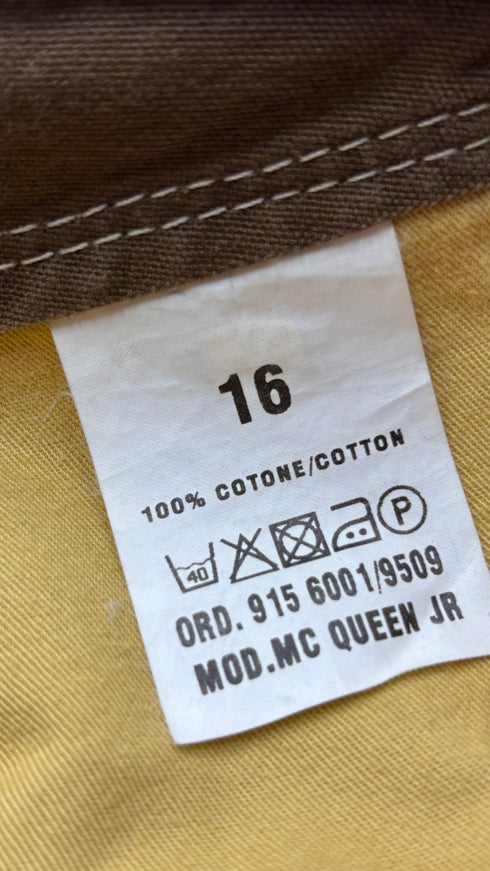 16
100% COTONE/COTTON
40 P
ORD. 915 6001/9509
MOD.MC QUEEN JR